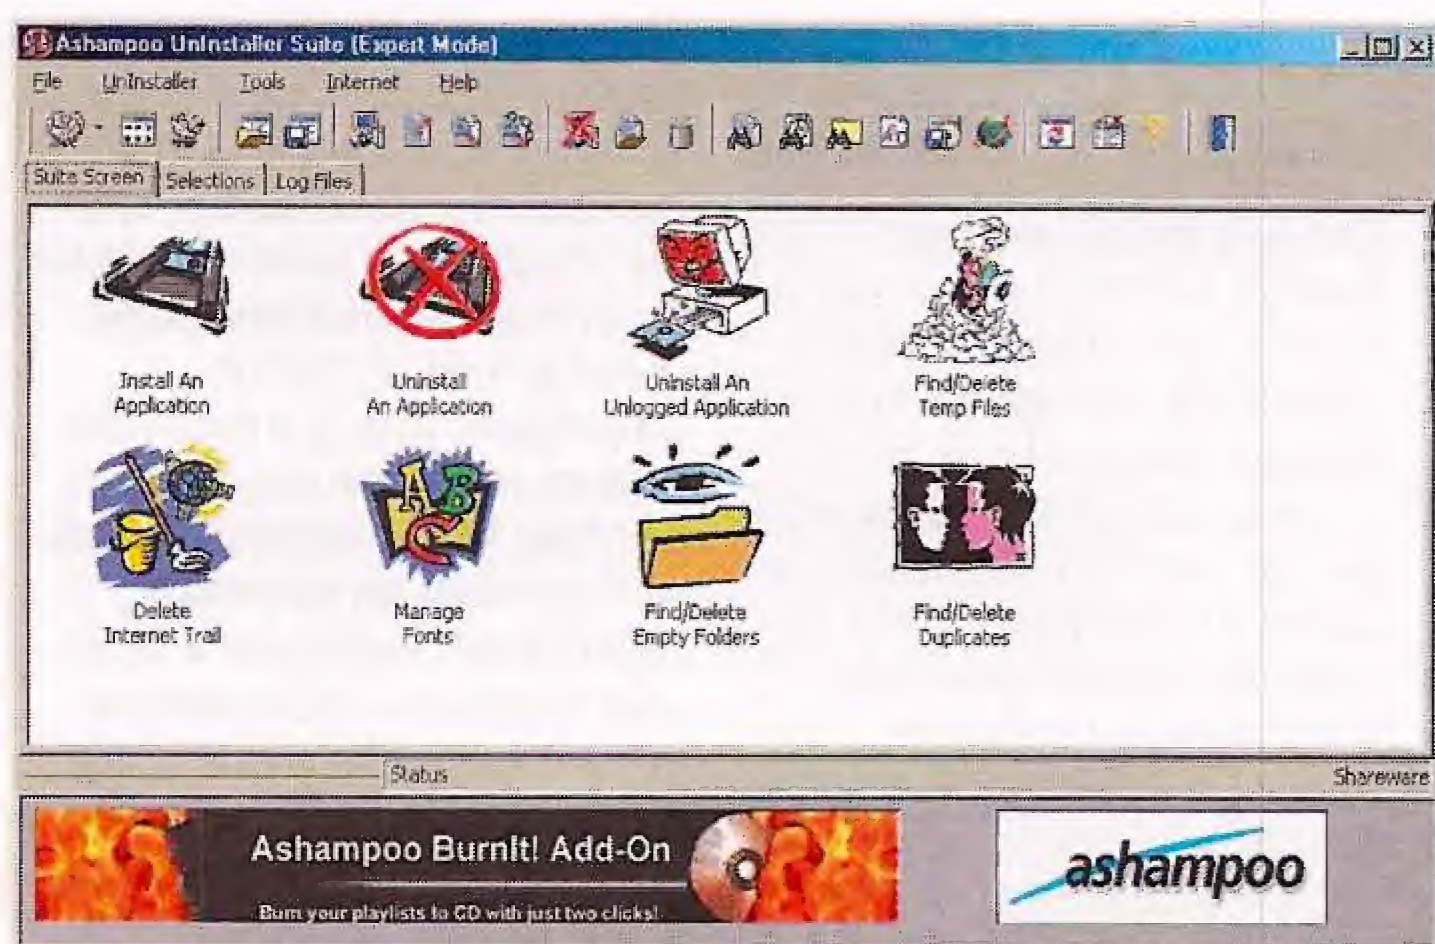 Ashampoo UnInstaller Suite (Expert Mode)
File UnInstaller Tools Internet Help
Suite Screen Selections Log Files
Install An
Application
Uninstall
An Application
Uninstall An
Unlogged Application
Find/Delete
Temp Files
Delete
Internet Trail
Manage
Fonts
Find/Delete
Empty Folders
Find/Delete
Duplicates
Status Shareware
Ashampoo BurnIt! Add-On
Burn your playlists to CD with just two clicks!
ashampoo